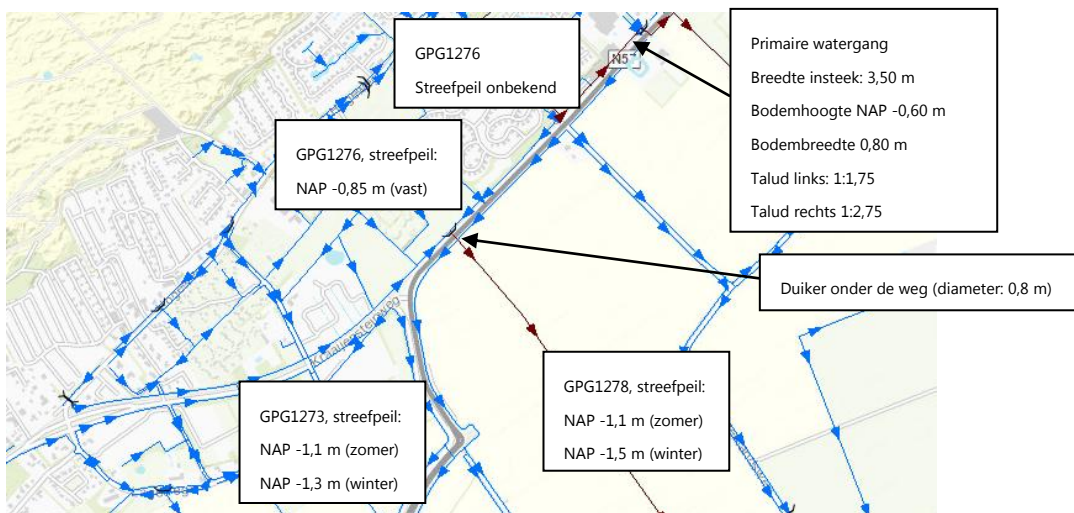 GPG1276
Streefpeil onbekend
N57
Primaire watergang
Breedte insteek: 3,50 m
Bodemhoogte NAP -0,60 m
Bodembreedte 0,80 m
Talud links: 1:1,75
Talud rechts 1:2,75
GPG1276, streefpeil:
NAP -0,85 m (vast)
Duiker onder de weg (diameter: 0,8 m)
Kraaijensteinweg
GPG1273, streefpeil:
NAP -1,1 m (zomer)
NAP -1,3 m (winter)
GPG1278, streefpeil:
NAP -1,1 m (zomer)
NAP -1,5 m (winter)